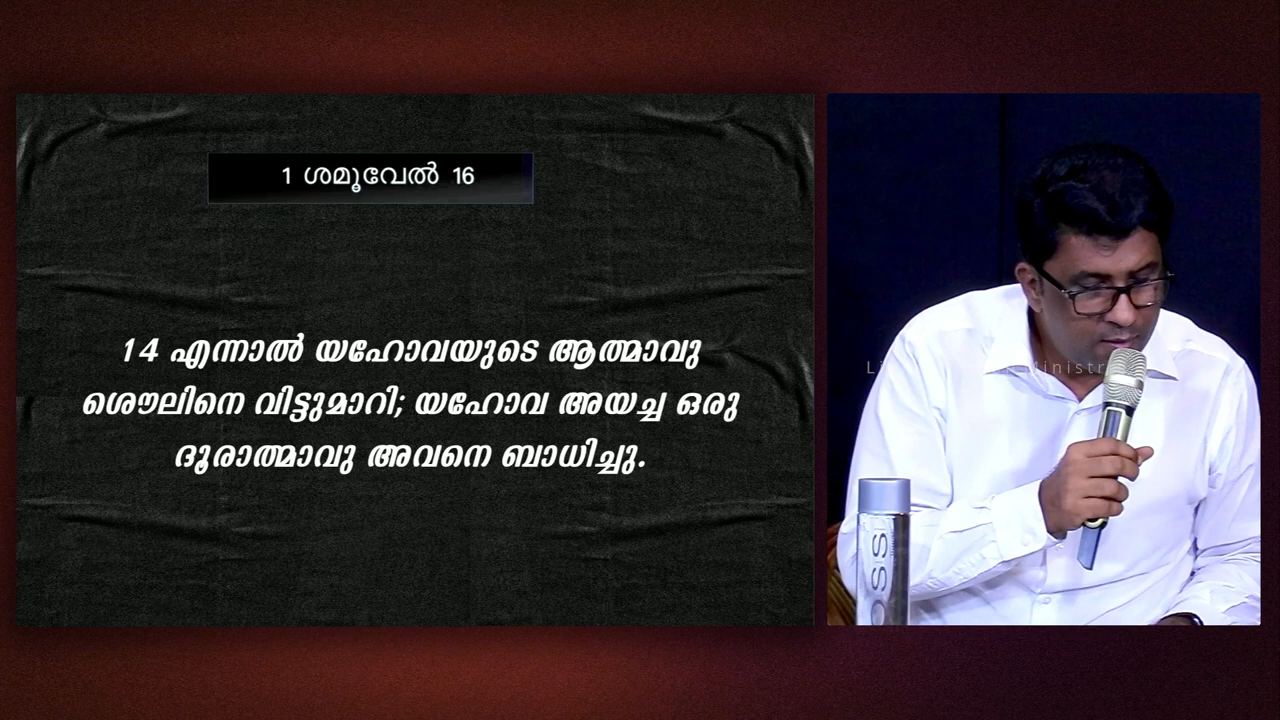 1 ശമൂവേൽ 16
14 എന്നാൽ യഹോവയുടെ ആത്മാവു
ശൌലിനെ വിട്ടുമാറി; യഹോവ അയച്ച ഒരു
ദൂരാത്മാവു അവനെ ബാധിച്ചു.